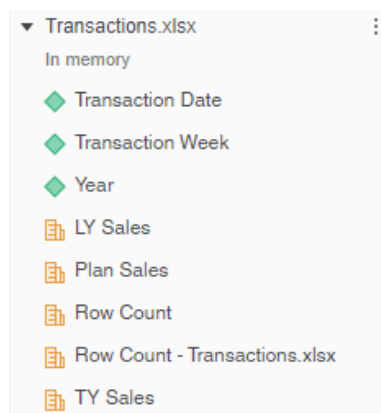 Transactions.xlsx
In memory
Transaction Date
Transaction Week
Year
LY Sales
Plan Sales
Row Count
Row Count - Transactions.xlsx
TY Sales